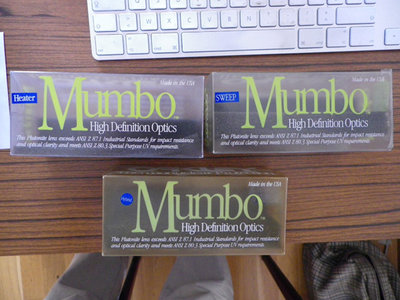 Heater
Made in the USA
Mumbo
High Definition Optics
This Plutonite lens exceeds ANSI Z 87.1 Industrial Standards for impact resistance
and optical clarity and meets ANSI Z 80.3 Special Purpose UV requirements.
SWEEP
Made in the USA
Mumbo
High Definition Optics
This Plutonite lens exceeds ANSI Z 87.1 Industrial Standards for impact resistance
and optical clarity and meets ANSI Z 80.3 Special Purpose UV requirements.
Hybrid
Made in the USA
Mumbo
High Definition Optics
This Plutonite lens exceeds ANSI Z 87.1 Industrial Standards for impact resistance
and optical clarity and meets ANSI Z 80.3 Special Purpose UV requirements.